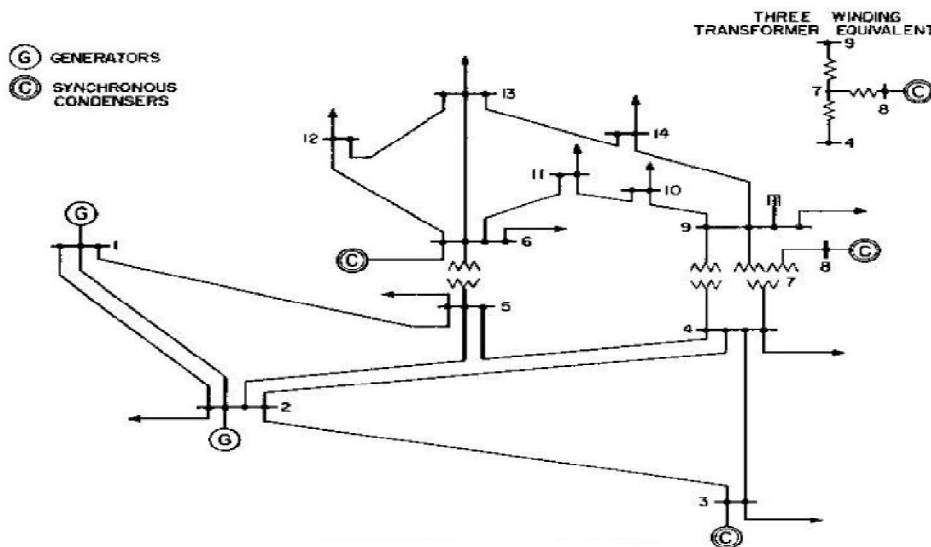 THREE WINDING
TRANSFORMER EQUIVALENT
9
7
8
C
4
G GENERATORS
C SYNCHRONOUS
CONDENSERS
13
12
14
11
10
G
1
6
9
C
8
C
7
5
4
2
G
3
C